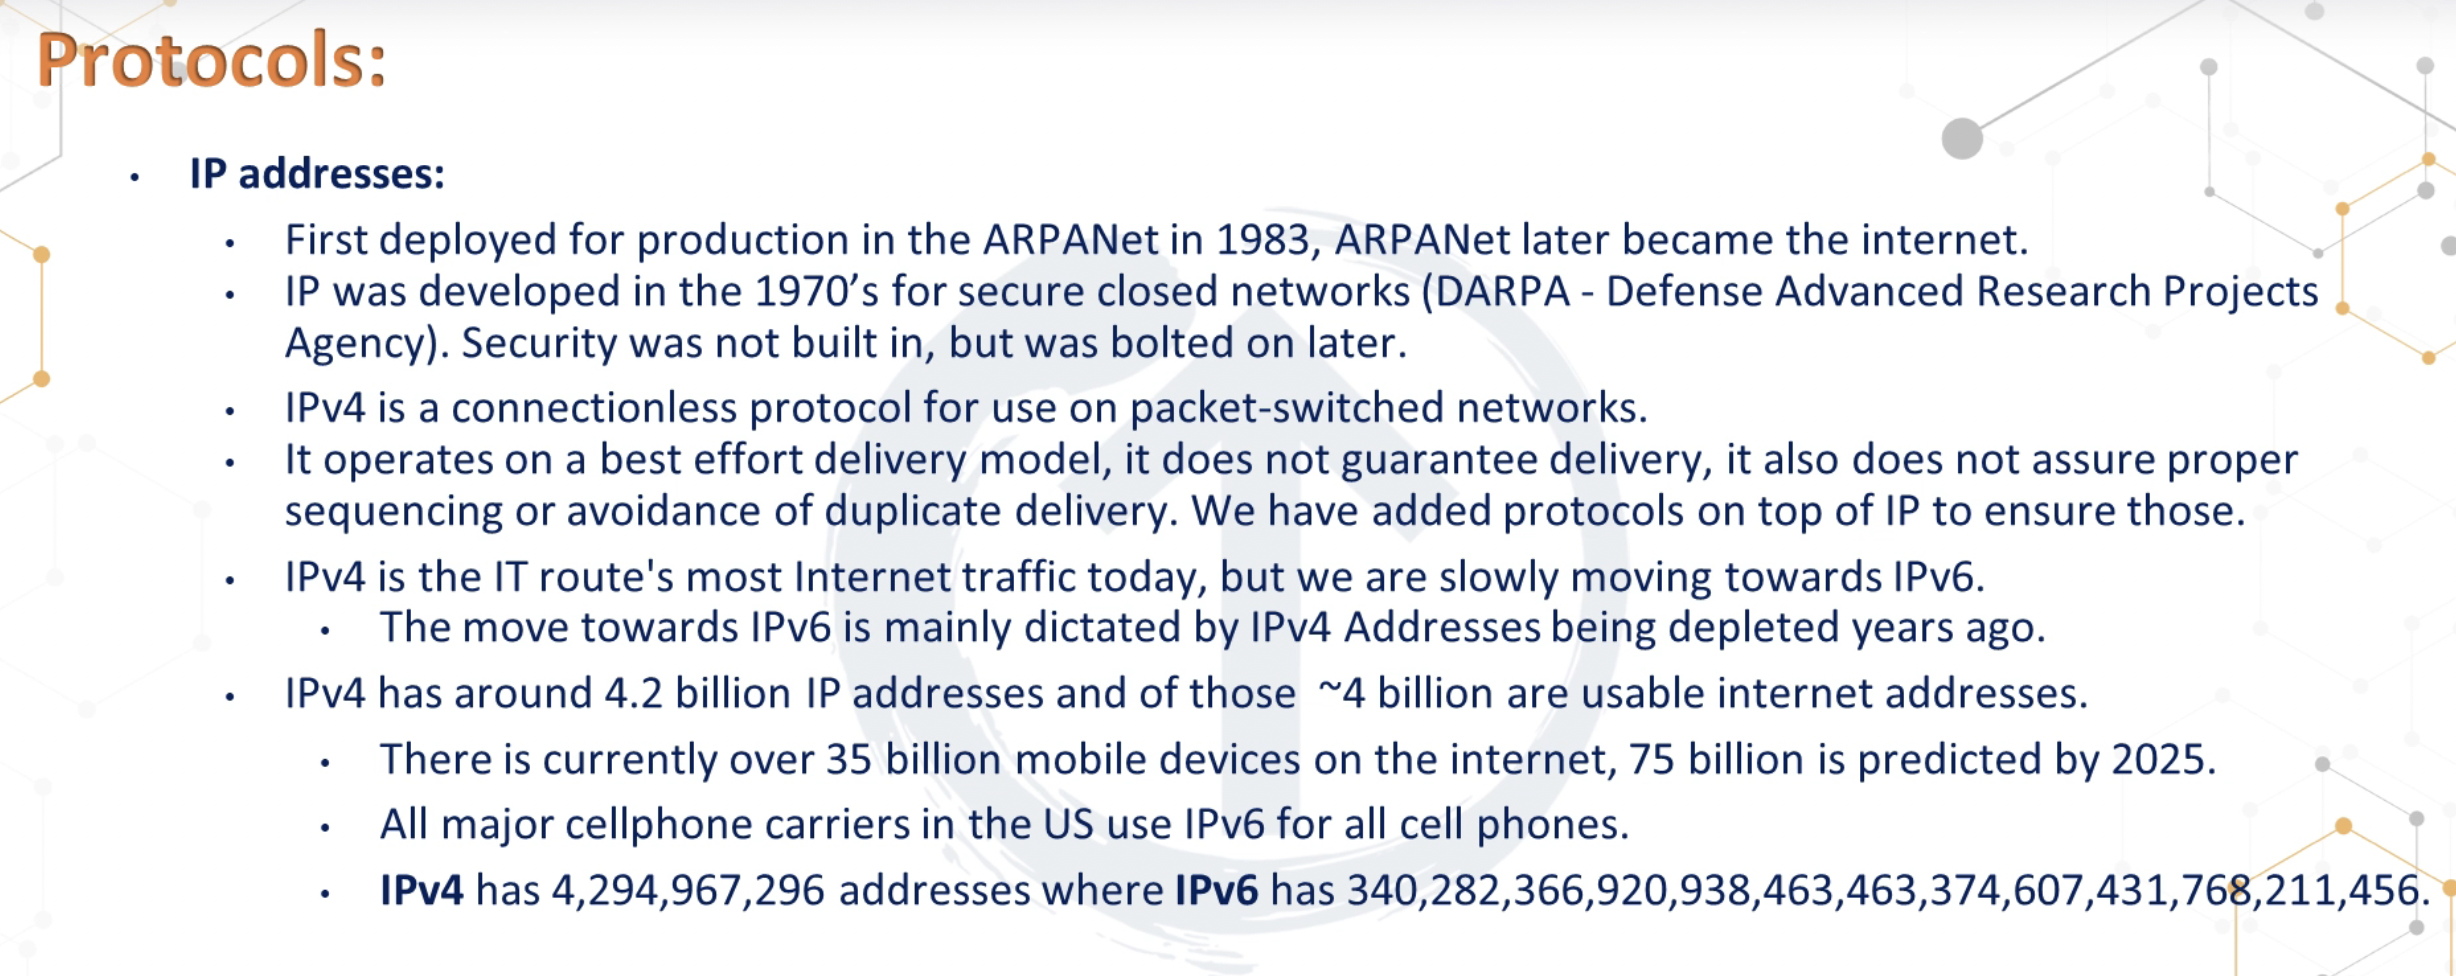 Protocols:
• IP addresses:
• First deployed for production in the ARPANet in 1983, ARPANet later became the internet.
• IP was developed in the 1970’s for secure closed networks (DARPA - Defense Advanced Research Projects
Agency). Security was not built in, but was bolted on later.
• IPv4 is a connectionless protocol for use on packet-switched networks.
• It operates on a best effort delivery model, it does not guarantee delivery, it also does not assure proper
sequencing or avoidance of duplicate delivery. We have added protocols on top of IP to ensure those.
• IPv4 is the IT route's most Internet traffic today, but we are slowly moving towards IPv6.
• The move towards IPv6 is mainly dictated by IPv4 Addresses being depleted years ago.
• IPv4 has around 4.2 billion IP addresses and of those ~4 billion are usable internet addresses.
• There is currently over 35 billion mobile devices on the internet, 75 billion is predicted by 2025.
• All major cellphone carriers in the US use IPv6 for all cell phones.
• IPv4 has 4,294,967,296 addresses where IPv6 has 340,282,366,920,938,463,463,374,607,431,768,211,456.